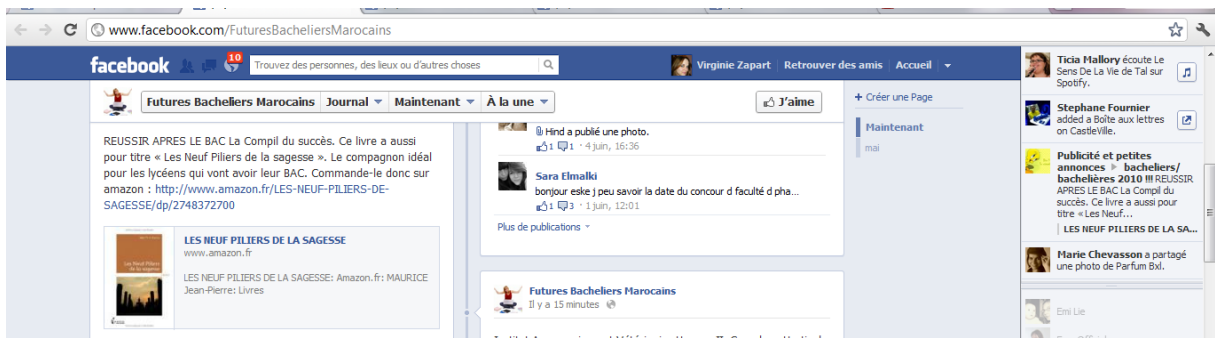 www.facebook.com/FuturesBacheliersMarocains
facebook
10
Trouvez des personnes, des lieux ou d'autres choses
Virginie Zapart
Retrouver des amis
Accueil
Futures Bacheliers Marocains
Journal
Maintenant
À la une
J'aime
REUSSIR APRES LE BAC La Compil du succès. Ce livre a aussi
pour titre « Les Neuf Piliers de la sagesse ». Le compagnon idéal
pour les lycéens qui vont avoir leur BAC. Commande-le donc sur
amazon : http://www.amazon.fr/LES-NEUF-PILIERS-DE-
SAGESSE/dp/2748372700
LES NEUF PILIERS DE LA SAGESSE
www.amazon.fr
LES NEUF PILIERS DE LA SAGESSE: Amazon.fr: MAURICE
Jean-Pierre: Livres
Les Neuf Piliers
de la sagesse
Hind a publié une photo.
1 1 · 4 juin, 16:36
Sara Elmalki
bonjour eske j peu savoir la date du concour d faculté d pha...
1 3 · 1 juin, 12:01
Plus de publications
Futures Bacheliers Marocains
Il y a 15 minutes
+ Créer une Page
Maintenant
mai
Ticia Mallory écoute Le
Sens De La Vie de Tal sur
Spotify.
Stephane Fournier
added a Boîte aux lettres
on CastleVille.
Publicité et petites
annonces ▶ bacheliers/
bachelières 2010 !!! REUSSIR
APRES LE BAC La Compil du
succès. Ce livre a aussi pour
titre « Les Neuf...
LES NEUF PILIERS DE LA SA...
Marie Chevasson a partagé
une photo de Parfum Bxl.
Emi Lie